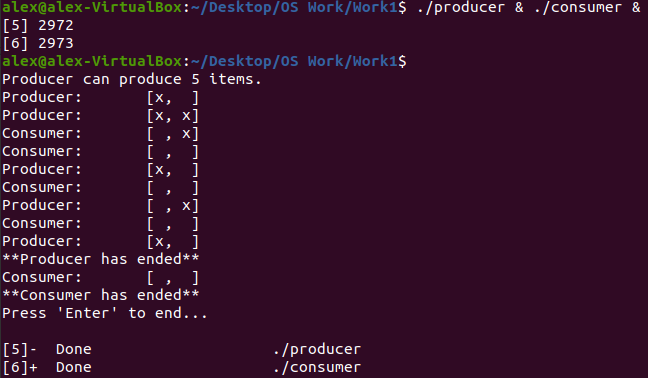 alex@alex-VirtualBox:~/Desktop/OS Work/Work1$ ./producer & ./consumer &
[5] 2972
[6] 2973
alex@alex-VirtualBox:~/Desktop/OS Work/Work1$
Producer can produce 5 items.
Producer:       [x,  ]
Producer:       [x, x]
Consumer:       [ , x]
Consumer:       [ ,  ]
Producer:       [x,  ]
Consumer:       [ ,  ]
Producer:       [ , x]
Consumer:       [ ,  ]
Producer:       [x,  ]
**Producer has ended**
Consumer:       [ ,  ]
**Consumer has ended**
Press 'Enter' to end...
[5]-  Done                    ./producer
[6]+  Done                    ./consumer